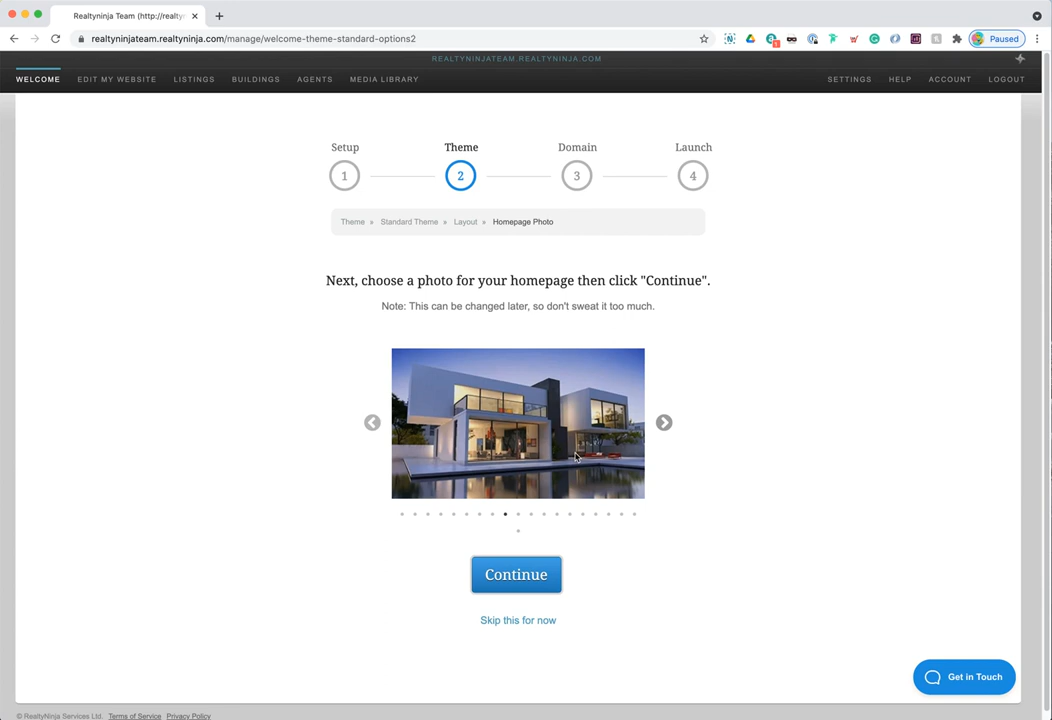 Realtyninja Team (http://realty
realtyninjateam.realtyninja.com/manage/welcome-theme-standard-options2
Paused
REALTYNINJATEAM.REALTYNINJA.COM
WELCOME EDIT MY WEBSITE LISTINGS BUILDINGS AGENTS MEDIA LIBRARY SETTINGS HELP ACCOUNT LOGOUT
Setup Theme Domain Launch
1 2 3 4
Theme » Standard Theme » Layout » Homepage Photo
Next, choose a photo for your homepage then click "Continue".
Note: This can be changed later, so don't sweat it too much.
Continue
Skip this for now
Get in Touch
© RealtyNinja Services Ltd. Terms of Service Privacy Policy